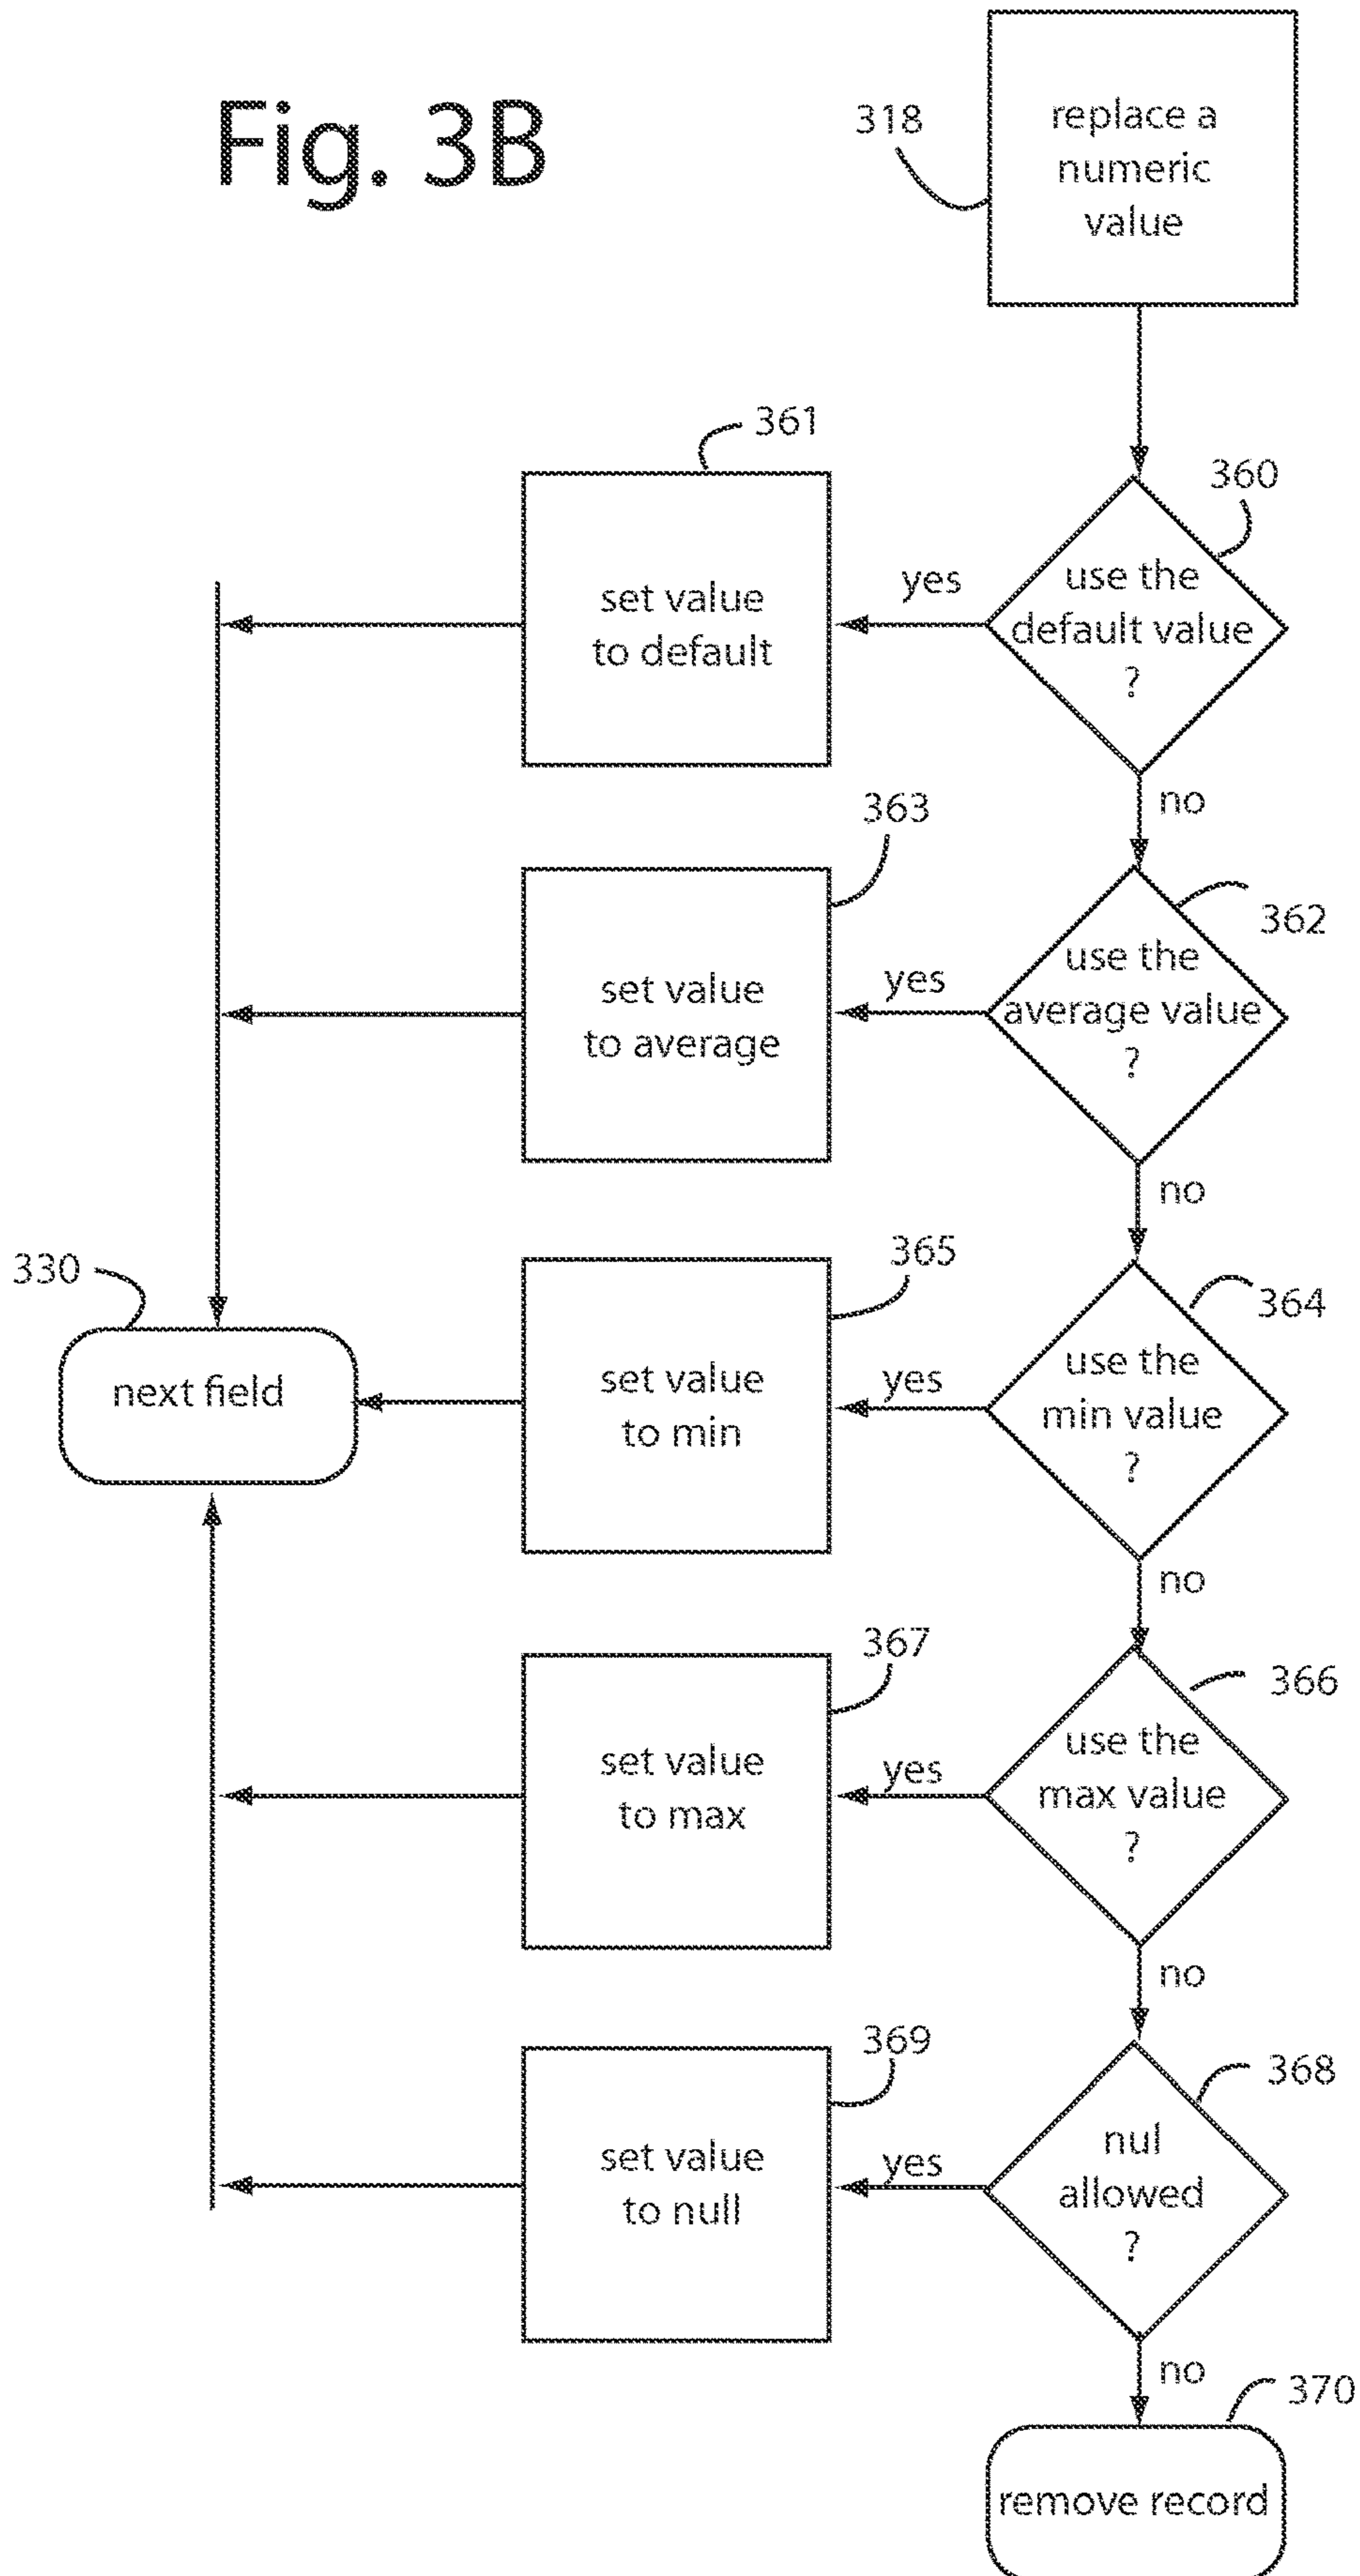 Fig. 3B
318
replace a
numeric
value
361
360
set value
to default
yes
use the
default value
?
no
363
362
set value
to average
yes
use the
average value
?
no
330
next field
365
364
set value
to min
yes
use the
min value
?
no
367
366
set value
to max
yes
use the
max value
?
no
369
368
set value
to null
yes
nul
allowed
?
no
370
remove record